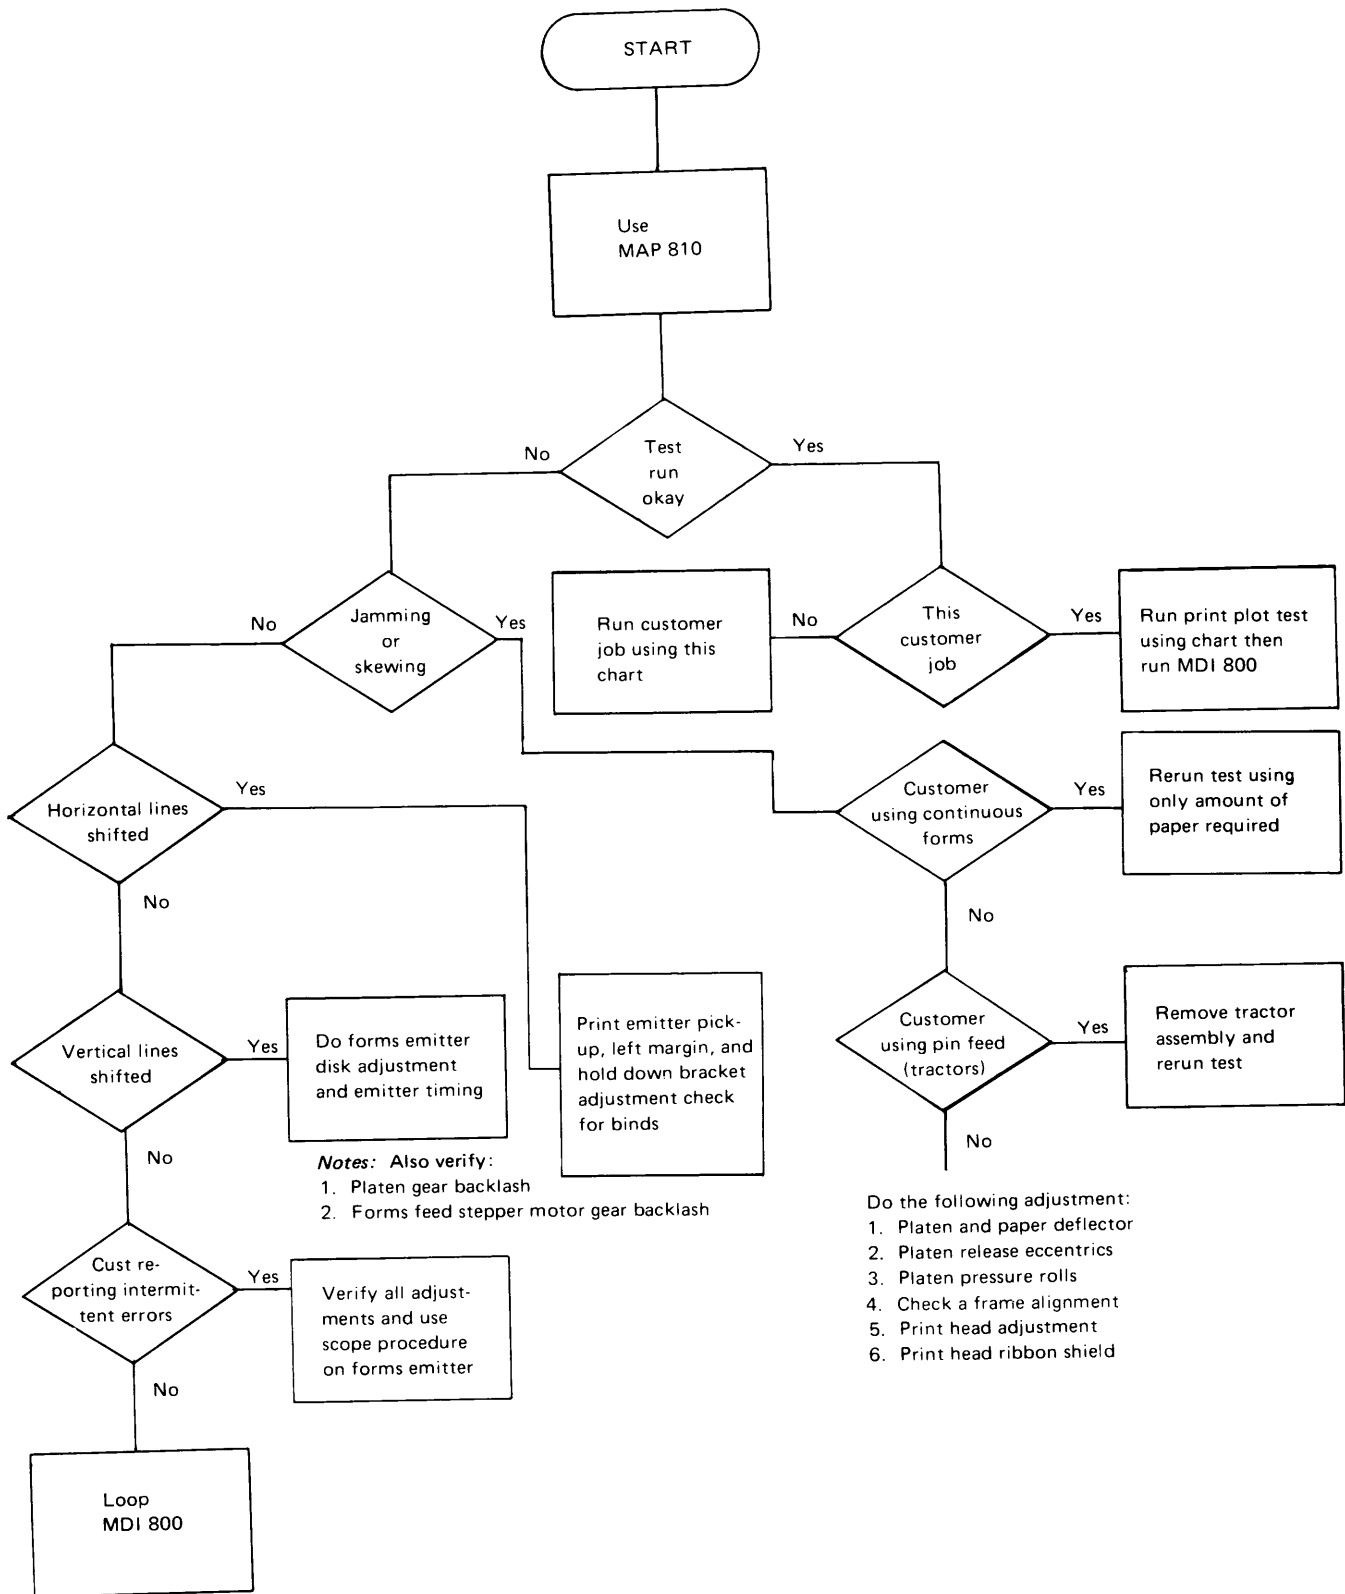 START
Use
MAP 810
Test
run
okay
No
Yes
Jamming
or
skewing
No
Yes
Run customer
job using this
chart
No
This
customer
job
Yes
Run print plot test
using chart then
run MDI 800
Horizontal lines
shifted
Yes
No
Customer
using continuous
forms
Yes
No
Rerun test using
only amount of
paper required
Vertical lines
shifted
Yes
No
Do forms emitter
disk adjustment
and emitter timing
Print emitter pick-
up, left margin, and
hold down bracket
adjustment check
for binds
Customer
using pin feed
(tractors)
Yes
No
Remove tractor
assembly and
rerun test
Notes: Also verify:
1. Platen gear backlash
2. Forms feed stepper motor gear backlash
Do the following adjustment:
1. Platen and paper deflector
2. Platen release eccentrics
3. Platen pressure rolls
4. Check a frame alignment
5. Print head adjustment
6. Print head ribbon shield
Cust re-
porting intermit-
tent errors
Yes
No
Verify all adjust-
ments and use
scope procedure
on forms emitter
Loop
MDI 800